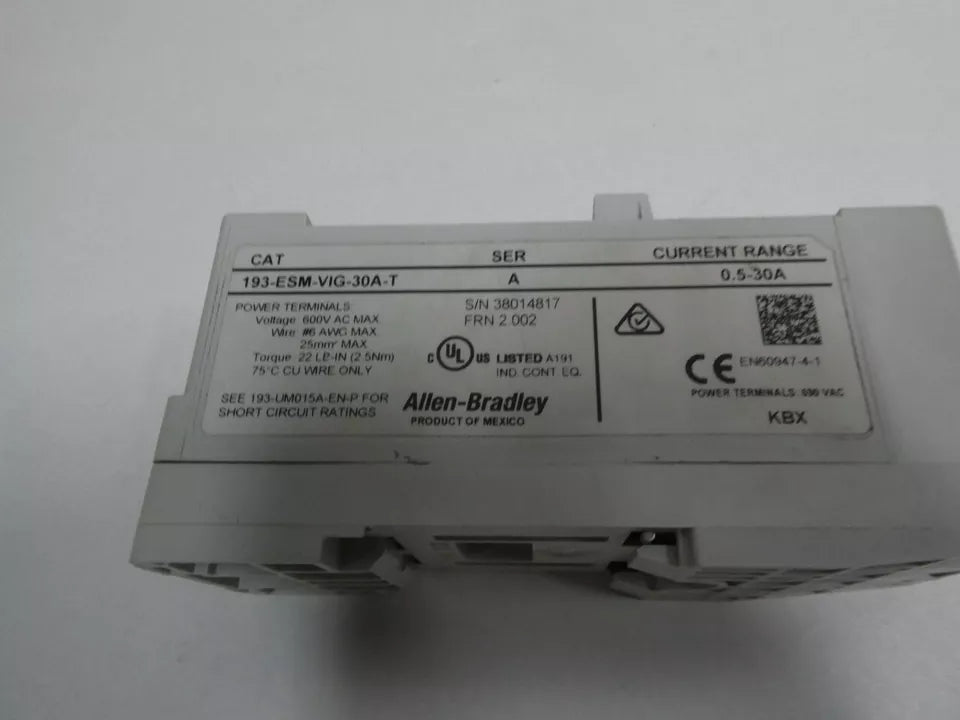 CAT SER CURRENT RANGE
193-ESM-VIG-30A-T A 0.5-30A
POWER TERMINALS:
Voltage 600V AC MAX
Wire #6 AWG MAX
25mm² MAX
Torque 22 LB-IN (2.5Nm)
75°C CU WIRE ONLY
SEE 193-UM015A-EN-P FOR
SHORT CIRCUIT RATINGS
S/N 38014817
FRN 2.002
C UL US LISTED A191
IND. CONT. EQ.
Allen-Bradley
PRODUCT OF MEXICO
CE EN60947-4-1
POWER TERMINALS: 690 VAC
KBX